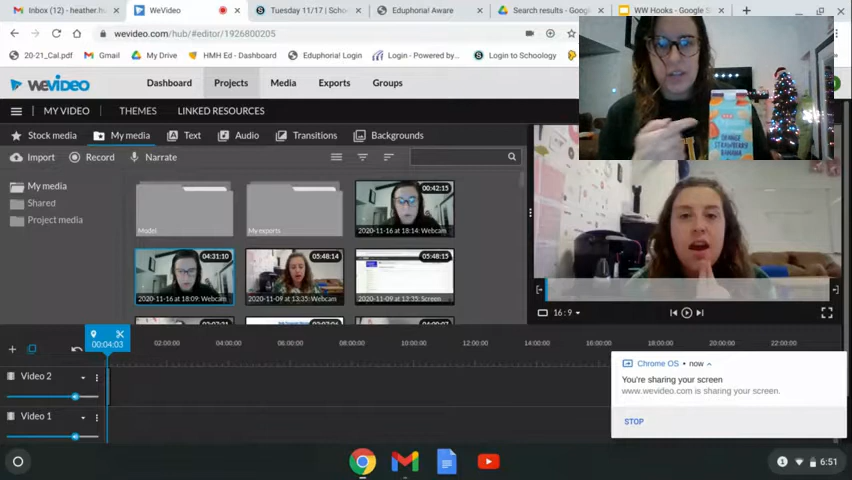 Inbox (12) - heather.h
WeVideo
Tuesday 11/17 | Scho
Eduphoria! Aware
Search results - Goog
WW Hooks - Google S
wevideo.com/hub/#editor/1926800205
20-21_Cal.pdf
Gmail
My Drive
HMH Ed - Dashboard
Eduphoria! Login
Login - Powered by...
Login to Schoology
WEVIDEO
Dashboard
Projects
Media
Exports
Groups
MY VIDEO
THEMES
LINKED RESOURCES
Stock media
My media
Text
Audio
Transitions
Backgrounds
Import
Record
Narrate
My media
Shared
Project media
Model
My exports
00:42:15
2020-11-16 at 18:14: Webcam
04:31:10
2020-11-16 at 18:09: Webcam
05:48:14
2020-11-09 at 13:35: Webcam
05:48:15
2020-11-09 at 13:35: Screen
ORANGE
STRAWBERRY
BANANA
16:9
00:04:03
02:00:00
04:00:00
06:00:00
08:00:00
10:00:00
12:00:00
14:00:00
16:00:00
18:00:00
20:00:00
22:00:00
Video 2
Video 1
Chrome OS • now
You're sharing your screen
www.wevideo.com is sharing your screen.
STOP
1
6:51